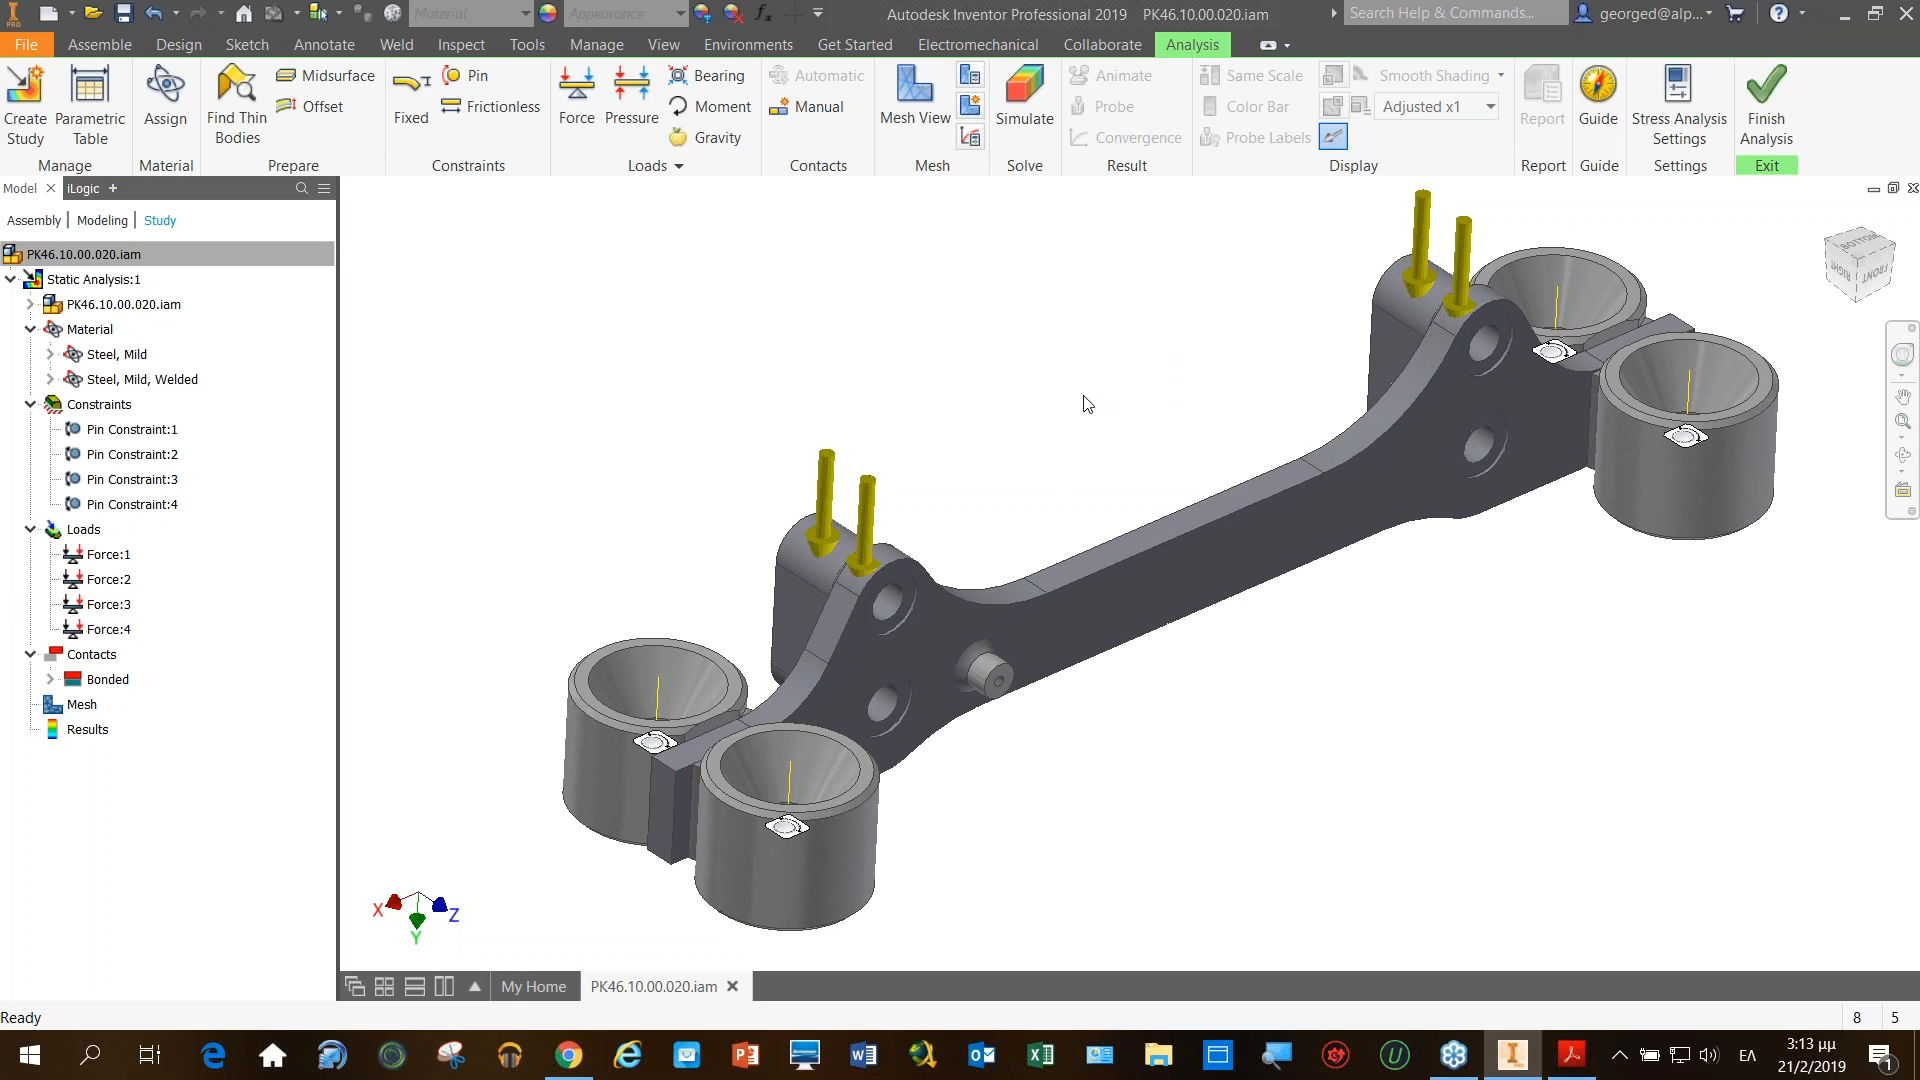 Material
Appearance
Autodesk Inventor Professional 2019 PK46.10.00.020.iam
Search Help & Commands...
georged@alp...
File
Assemble
Design
Sketch
Annotate
Weld
Inspect
Tools
Manage
View
Environments
Get Started
Electromechanical
Collaborate
Analysis
Create Study
Parametric Table
Manage
Assign
Material
Find Thin Bodies
Midsurface
Offset
Prepare
Fixed
Pin
Frictionless
Constraints
Force
Pressure
Bearing
Moment
Gravity
Loads
Automatic
Manual
Contacts
Mesh View
Mesh
Simulate
Solve
Animate
Probe
Convergence
Result
Same Scale
Color Bar
Probe Labels
Smooth Shading
Adjusted x1
Display
Report
Report
Guide
Guide
Stress Analysis Settings
Settings
Finish Analysis
Exit
Model
iLogic
Assembly | Modeling | Study
PK46.10.00.020.iam
Static Analysis:1
PK46.10.00.020.iam
Material
Steel, Mild
Steel, Mild, Welded
Constraints
Pin Constraint:1
Pin Constraint:2
Pin Constraint:3
Pin Constraint:4
Loads
Force:1
Force:2
Force:3
Force:4
Contacts
Bonded
Mesh
Results
BOTTOM
RIGHT
FRONT
X
Y
Z
My Home
PK46.10.00.020.iam
Ready
8 5
ΕΛ
3:13 μμ
21/2/2019
1